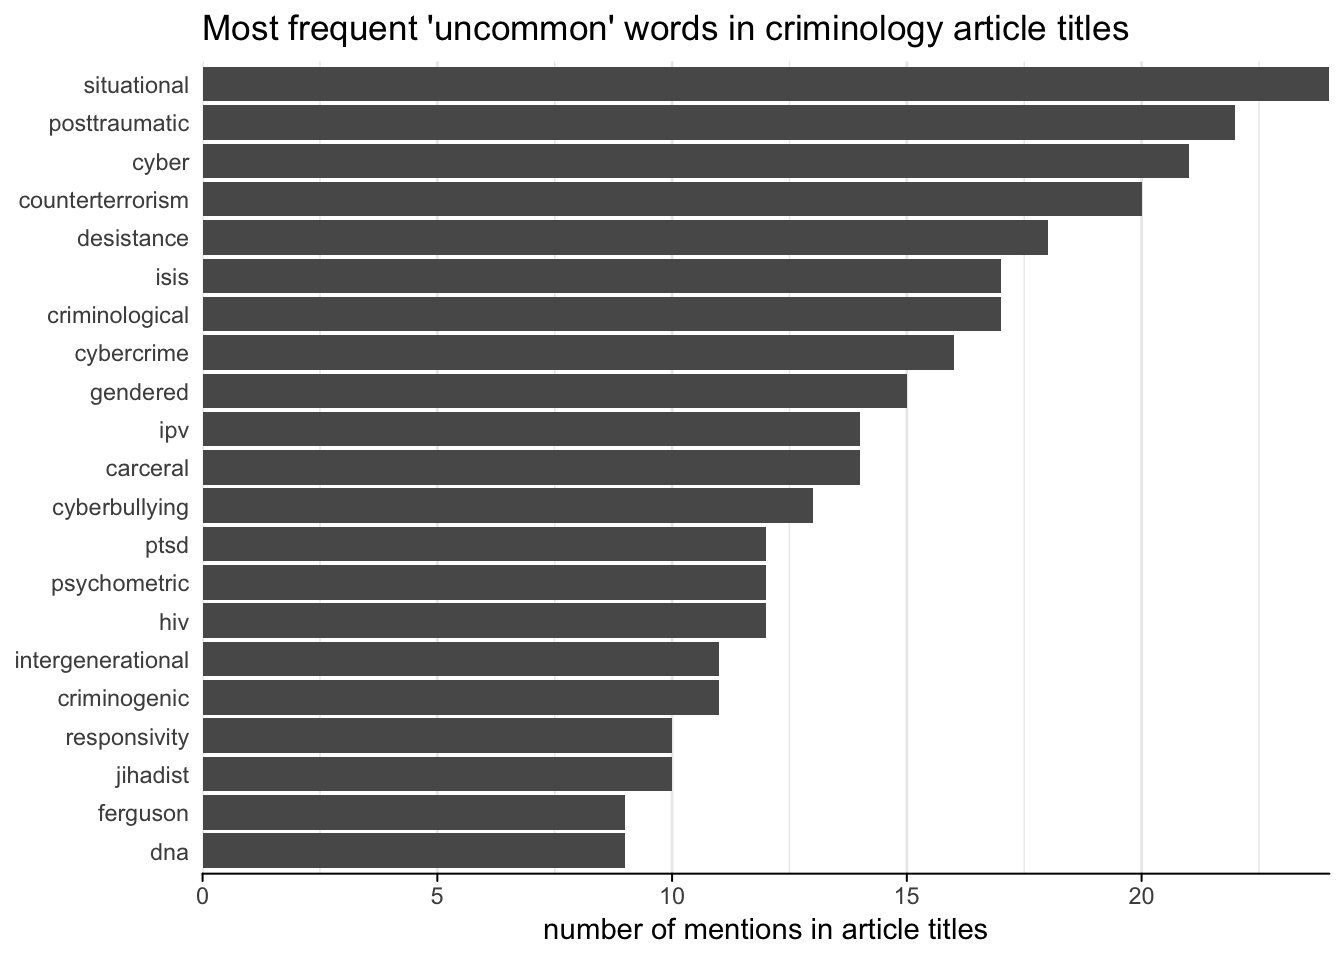 Most frequent 'uncommon' words in criminology article titles
situational
posttraumatic
cyber
counterterrorism
desistance
isis
criminological
cybercrime
gendered
ipv
carceral
cyberbullying
ptsd
psychometric
hiv
intergenerational
criminogenic
responsivity
jihadist
ferguson
dna
0 5 10 15 20
number of mentions in article titles